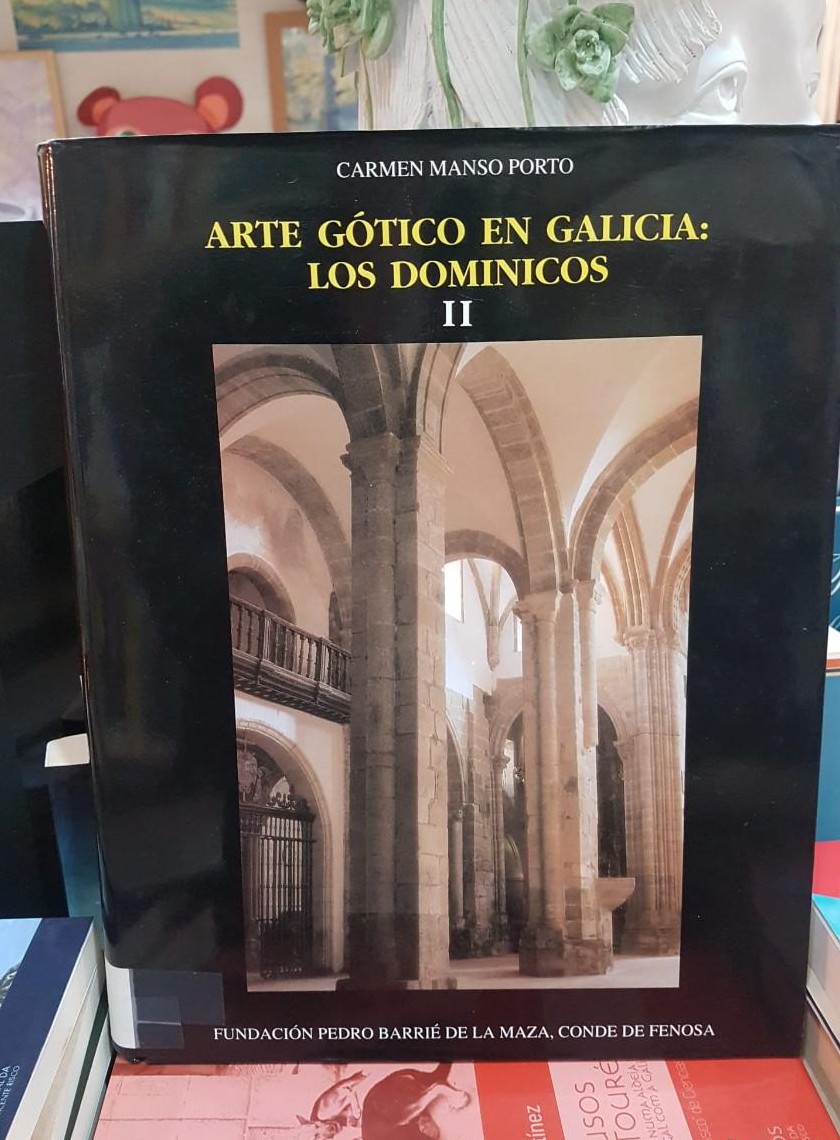 CARMEN MANSO PORTO
ARTE GÓTICO EN GALICIA:
LOS DOMINICOS
II
FUNDACIÓN PEDRO BARRIÉ DE LA MAZA, CONDE DE FENOSA